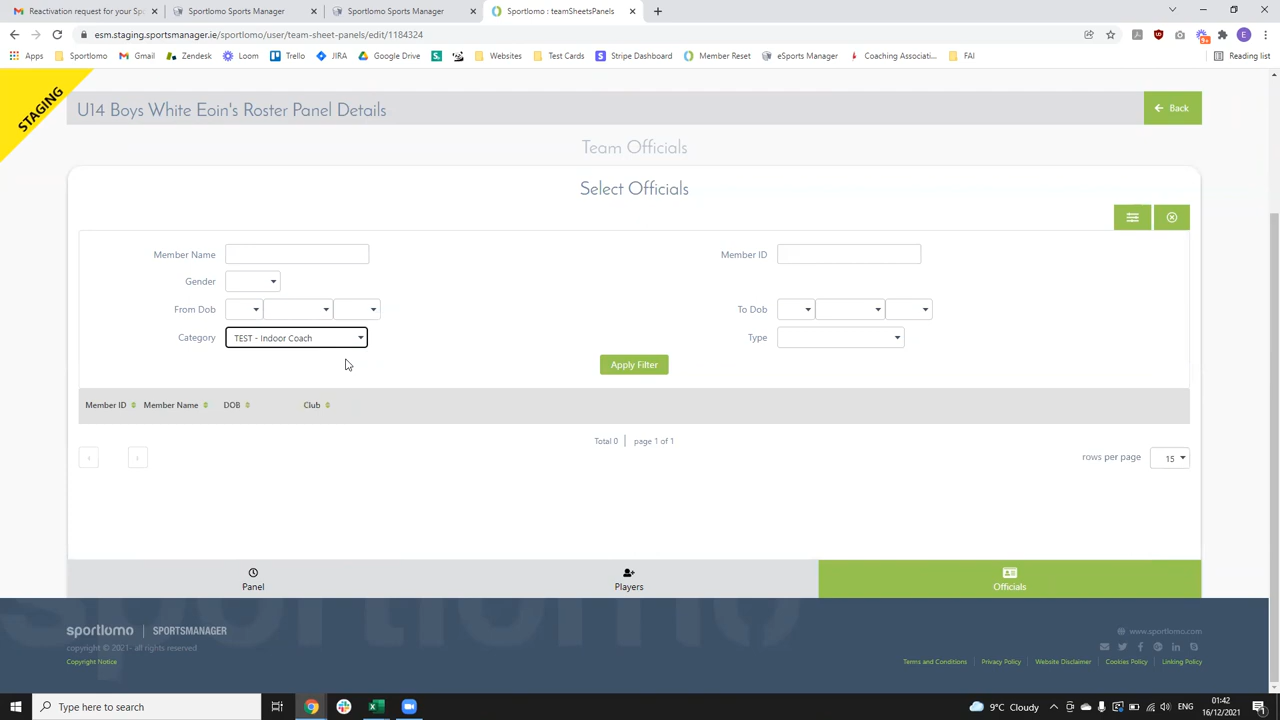 Reactivation for your Sp
Sportlomo Sports Manager
Sportlomo Sports Manager
Sportlomo :: teamSheetsPanels
esm.staging.sportsmanager.ie/sportlomo/user/team-sheet-panels/edit/1184324
Apps Sportlomo Gmail Zendesk Loom Trello JIRA Google Drive Websites Test Cards Stripe Dashboard Member Reset eSports Manager Coaching Associati... FAI Reading list
STAGING
U14 Boys White Eoin's Roster Panel Details
Back
Team Officials
Select Officials
Member Name
Member ID
Gender
From Dob
To Dob
Category TEST - Indoor Coach
Type
Apply Filter
Member ID Member Name DOB Club
Total 0 page 1 of 1
rows per page 15
Panel
Players
Officials
sportlomo | SPORTSMANAGER
www.sportlomo.com
copyright © 2021- all rights reserved
Copyright Notice
Terms and Conditions | Privacy Policy | Website Disclaimer | Cookies Policy | Linking Policy
Type here to search
9°C Cloudy
ENG
01:42
16/12/2021